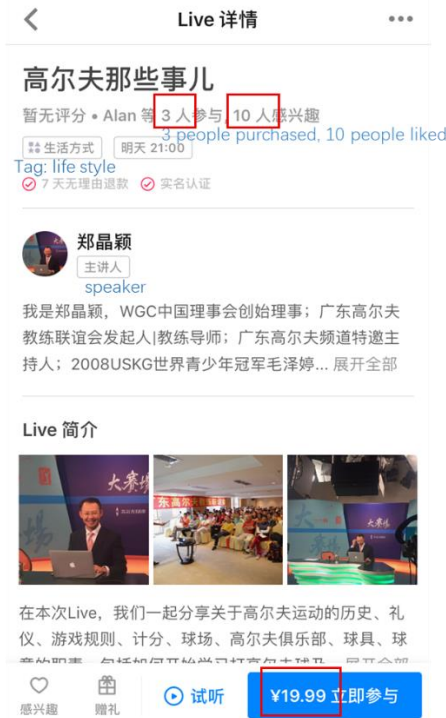 Live 详情
高尔夫那些事儿
暂无评分 • Alan 等 3 人参与, 10 人感兴趣
3 people purchased, 10 people liked
生活方式 明天 21:00
Tag: life style
7 天无理由退款 实名认证
郑晶颖
主讲人
speaker
我是郑晶颖，WGC中国理事会创始理事；广东高尔夫
教练联谊会发起人|教练导师；广东高尔夫频道特邀主
持人；2008USKG世界青少年冠军毛泽婷... 展开全部
Live 简介
大赛场
东高尔
大赛
在本次Live，我们一起分享关于高尔夫运动的历史、礼
仪、游戏规则、计分、球场、高尔夫俱乐部、球具、球
感兴趣 赠礼 试听 ¥19.99 立即参与